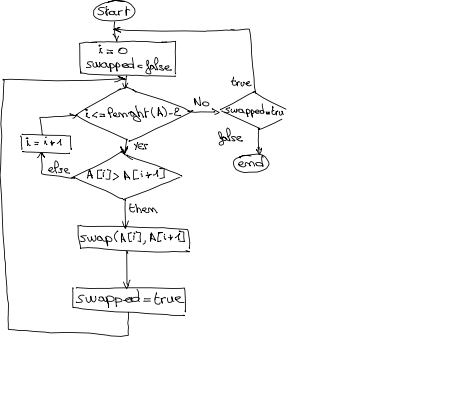 Start
i = 0
swapped = false
i <= lenght(A)-2
No
swapped=tru
true
false
end
yes
i = i+1
else
A[i] > A[i+1]
then
swap(A[i], A[i+1]
swapped = true